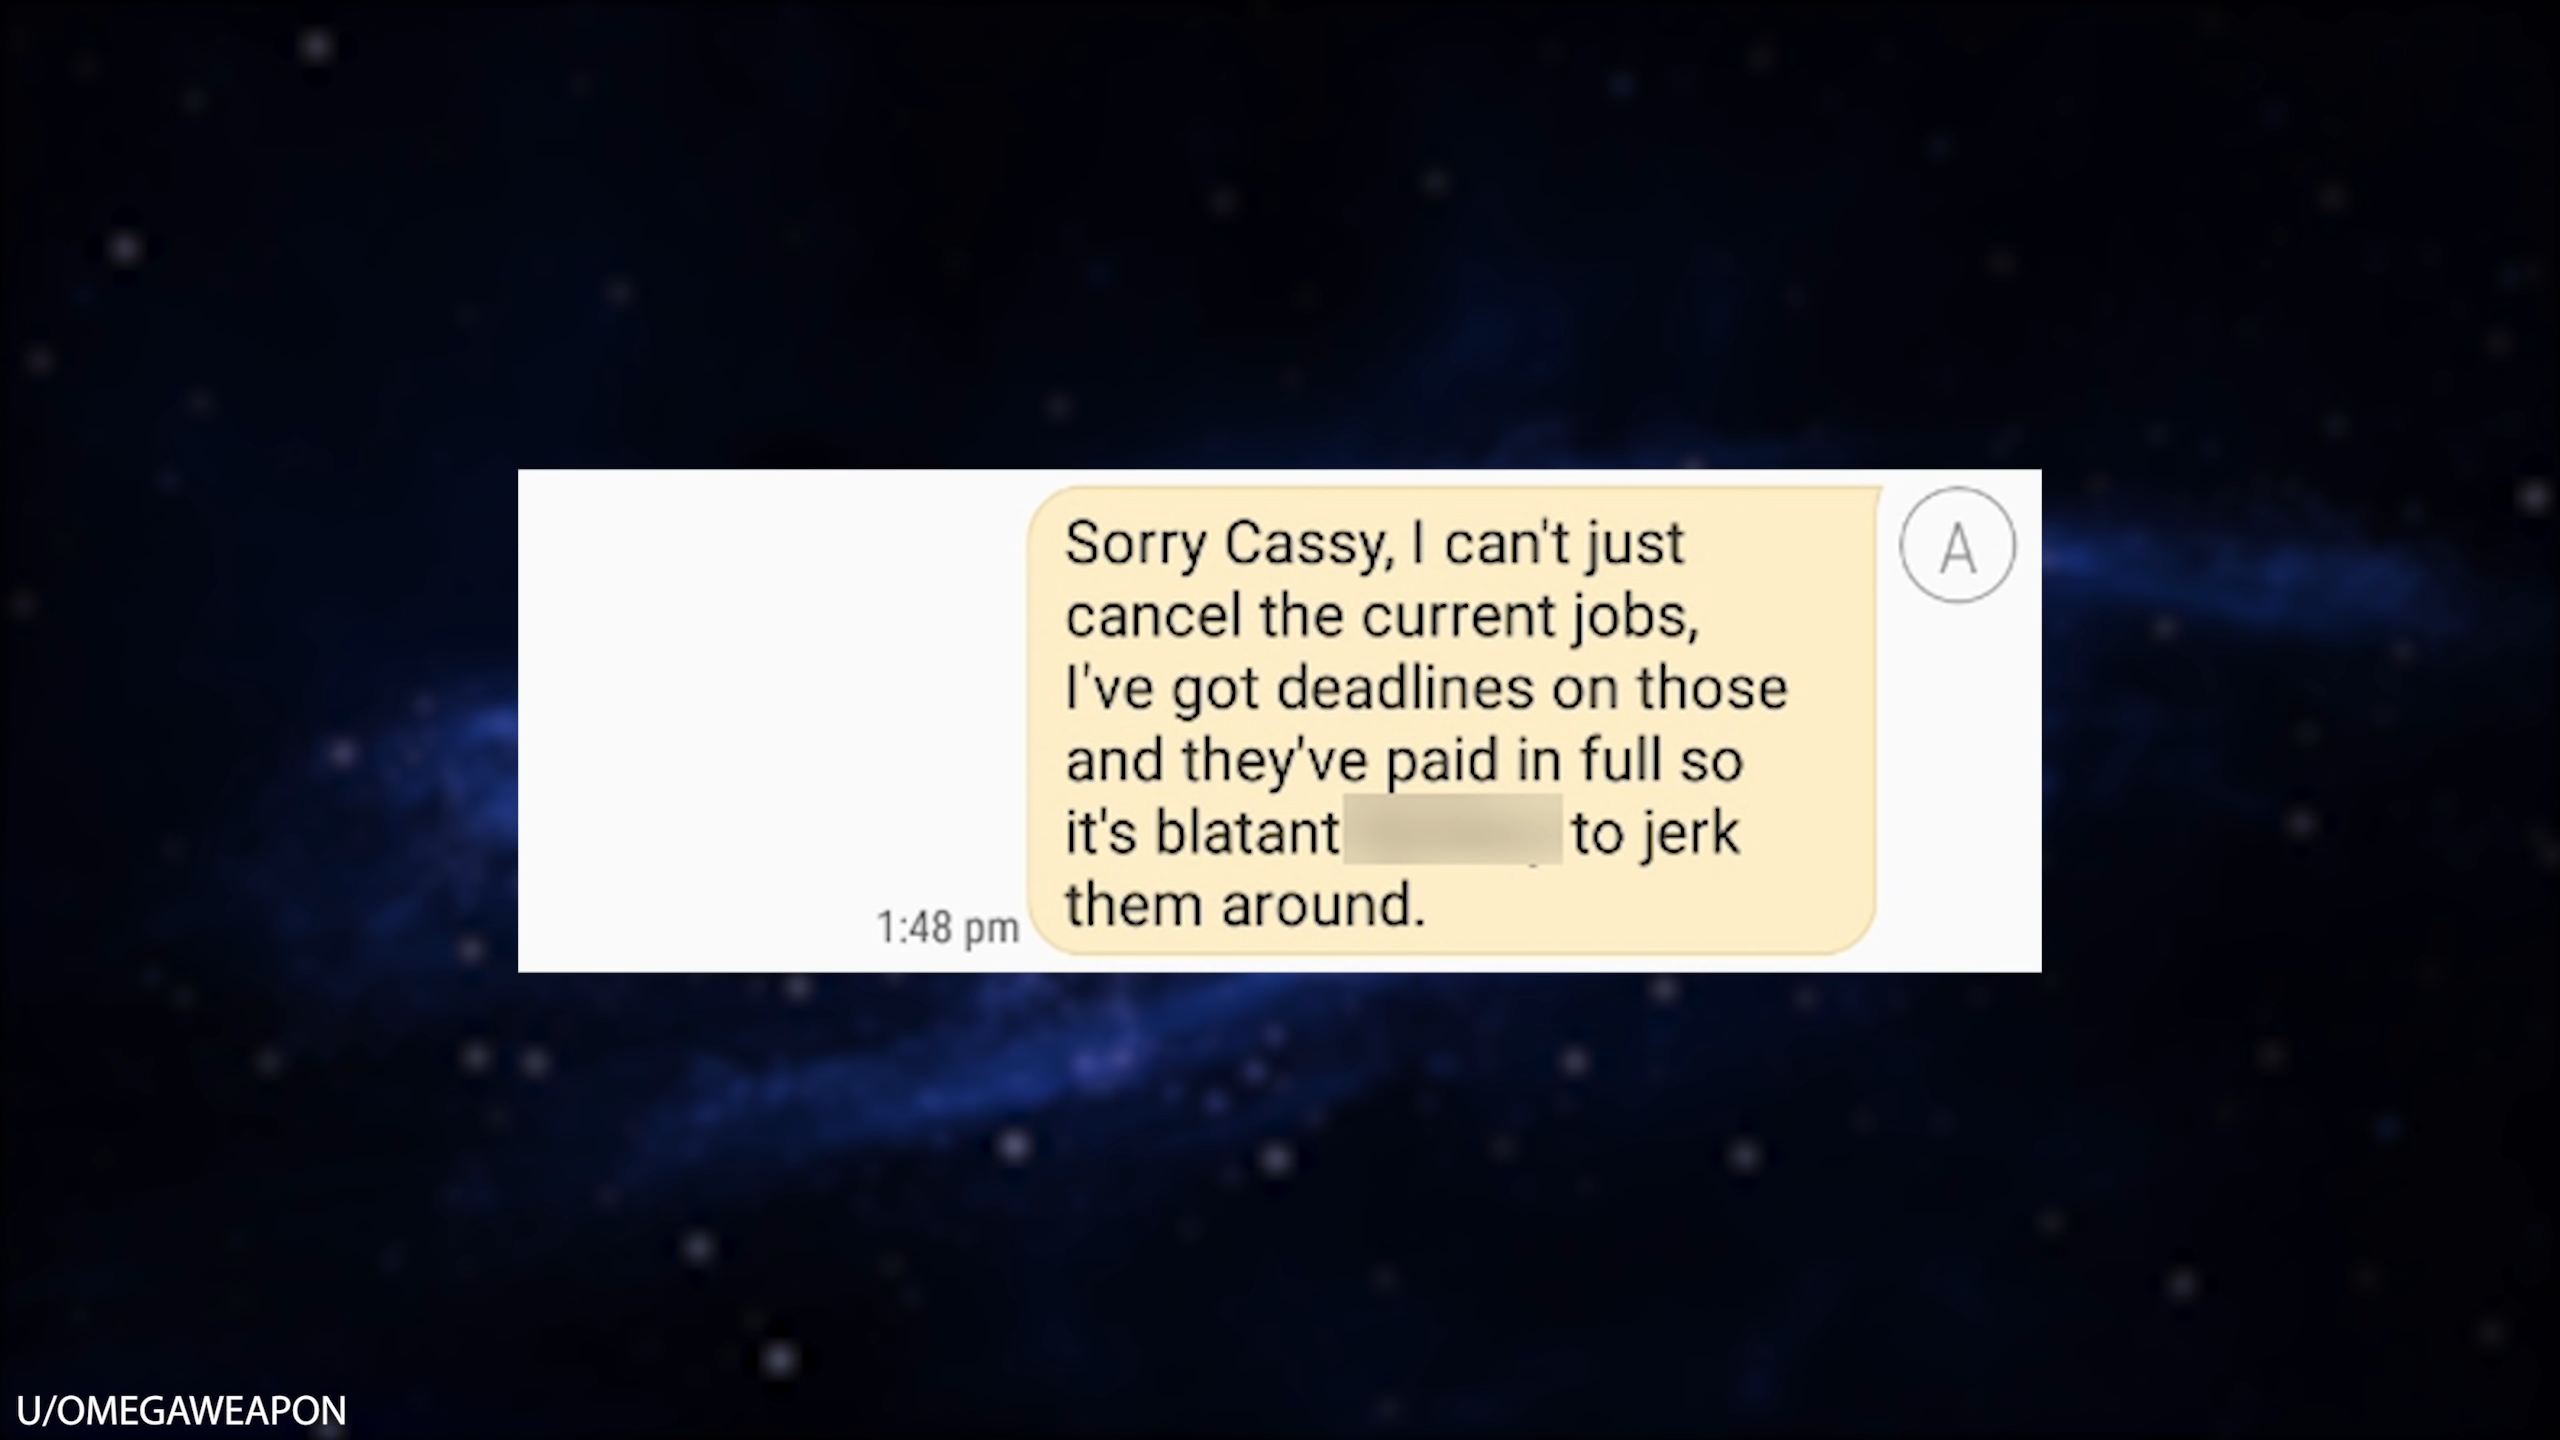 Sorry Cassy, I can't just
cancel the current jobs,
I've got deadlines on those
and they've paid in full so
it's blatant to jerk
them around.
A
1:48 pm
U/OMEGAWEAPON